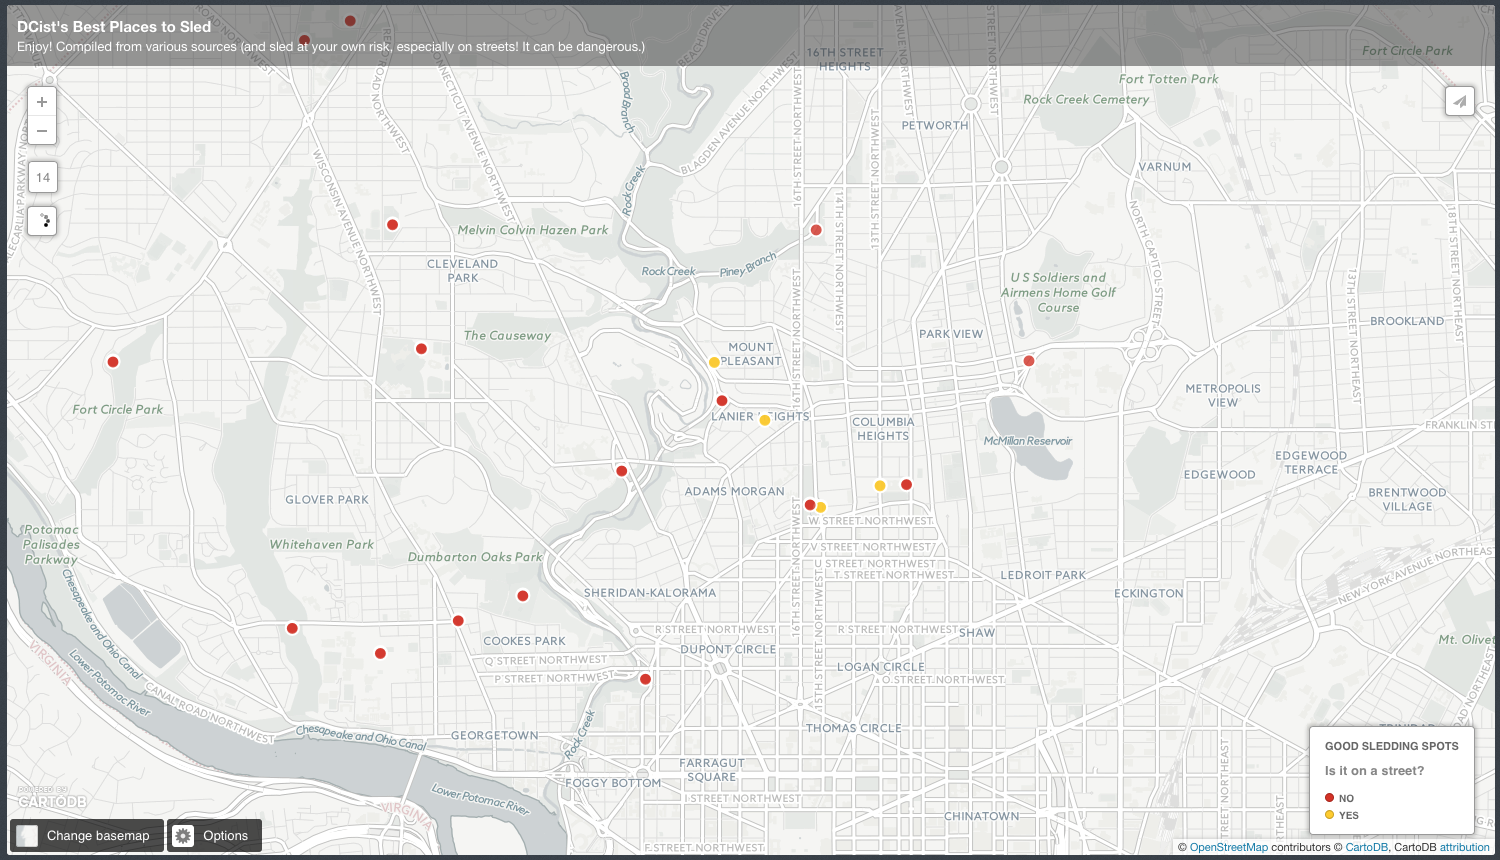 DCist's Best Places to Sled
Enjoy! Compiled from various sources (and sled at your own risk, especially on streets! It can be dangerous.)
16TH STREET
HEIGHTS
Fort Circle Park
Fort Totten Park
Rock Creek Cemetery
PETWORTH
VARNUM
+
−
14
BEACH DRIVE
Broad Branch
BLAGDEN AVENUE NORTHWEST
16TH STREET NORTHWEST
13TH STREET NORTHWEST
14TH STREET NORTHWEST
CONNECTICUT AVENUE NORTHWEST
WISCONSIN AVENUE NORTHWEST
NORTH CAPITOL STREET
18TH STREET NORTHEAST
13TH STREET NORTHEAST
Rock Creek
Melvin Colvin Hazen Park
CLEVELAND
PARK
Rock Creek
Piney Branch
U S Soldiers and
Airmens Home Golf
Course
BROOKLAND
The Causeway
PARK VIEW
MOUNT
PLEASANT
16TH STREET NORTHWEST
METROPOLIS
VIEW
Fort Circle Park
LANIER HEIGHTS
COLUMBIA
HEIGHTS
McMillan Reservoir
FRANKLIN ST
EDGEWOOD
TERRACE
EDGEWOOD
BRENTWOOD
VILLAGE
GLOVER PARK
ADAMS MORGAN
W STREET NORTHWEST
Potomac
Palisades
Parkway
Whitehaven Park
Dumbarton Oaks Park
V STREET NORTHWEST
U STREET NORTHWEST
T STREET NORTHWEST
LEDROIT PARK
NEW YORK AVENUE NORTHEAST
SHERIDAN-KALORAMA
ECKINGTON
16TH STREET NORTHWEST
15TH STREET NORTHWEST
Chesapeake and Ohio Canal
VIRGINIA
Lower Potomac River
CANAL ROAD NORTHWEST
COOKES PARK
R STREET NORTHWEST
R STREET NORTHWEST
SHAW
Mt. Olivet
DUPONT CIRCLE
Q STREET NORTHWEST
LOGAN CIRCLE
P STREET NORTHWEST
O STREET NORTHWEST
Chesapeake and Ohio Canal
GEORGETOWN
Rock Creek
THOMAS CIRCLE
FARRAGUT
SQUARE
FOGGY BOTTOM
I STREET NORTHWEST
Lower Potomac River
VIRGINIA
CHINATOWN
F STREET NORTHWEST
STREET NORTHEAST
TRINIDAD
GOOD SLEDDING SPOTS
Is it on a street?
NO
YES
POWERED BY
CARTODB
Change basemap
Options
© OpenStreetMap contributors © CartoDB, CartoDB attribution